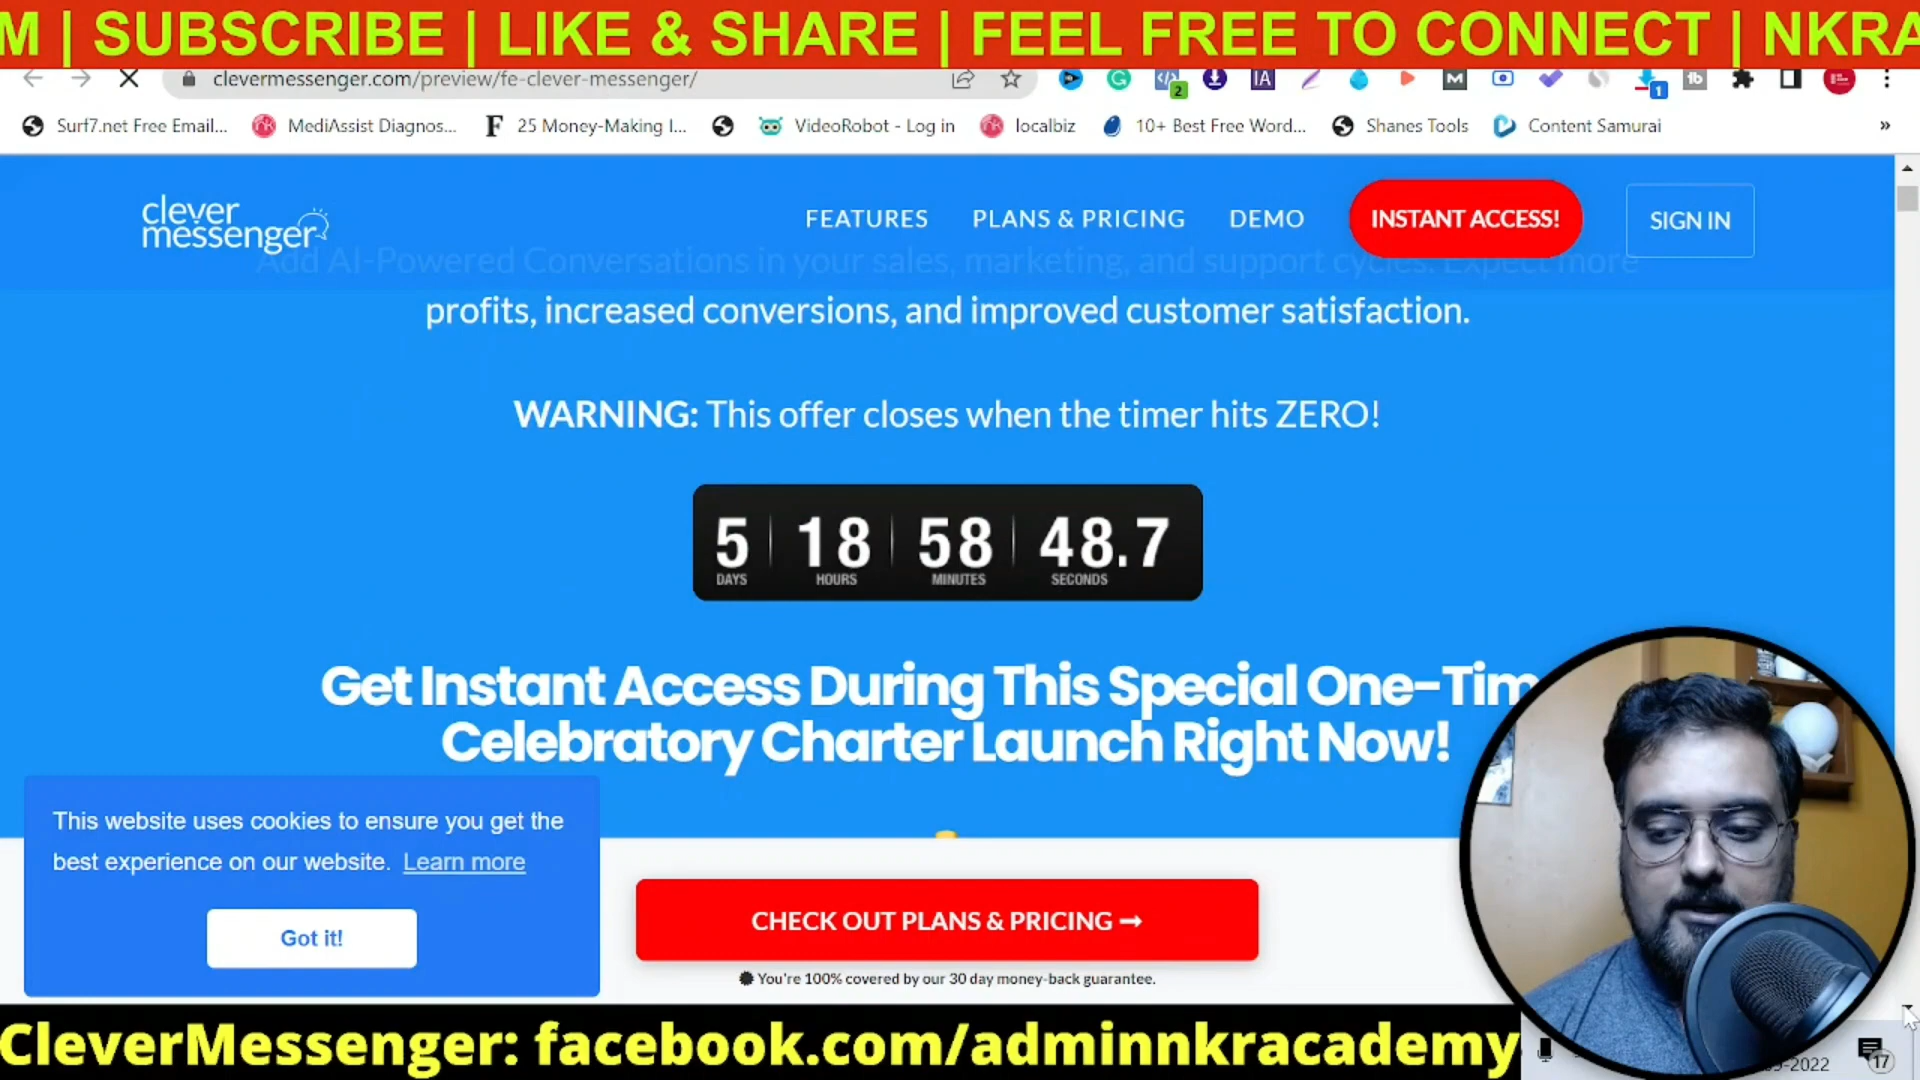 M | SUBSCRIBE | LIKE & SHARE | FEEL FREE TO CONNECT | NKRA
clevermessenger.com/preview/fe-clever-messenger/
2
IA
M
1
Surf7.net Free Email...
MediAssist Diagnos...
F 25 Money-Making I...
VideoRobot - Log in
localbiz
10+ Best Free Word...
Shanes Tools
Content Samurai
»
clever
messenger
FEATURES
PLANS & PRICING
DEMO
INSTANT ACCESS!
SIGN IN
Add AI-Powered Conversations in your sales, marketing, and support cycles. Expect more
profits, increased conversions, and improved customer satisfaction.
WARNING: This offer closes when the timer hits ZERO!
5 18 58 48.7
DAYS HOURS MINUTES SECONDS
Get Instant Access During This Special One-Tim
Celebratory Charter Launch Right Now!
This website uses cookies to ensure you get the
best experience on our website. Learn more
Got it!
CHECK OUT PLANS & PRICING →
You're 100% covered by our 30 day money-back guarantee.
CleverMessenger: facebook.com/adminnkracademy
-2022
17